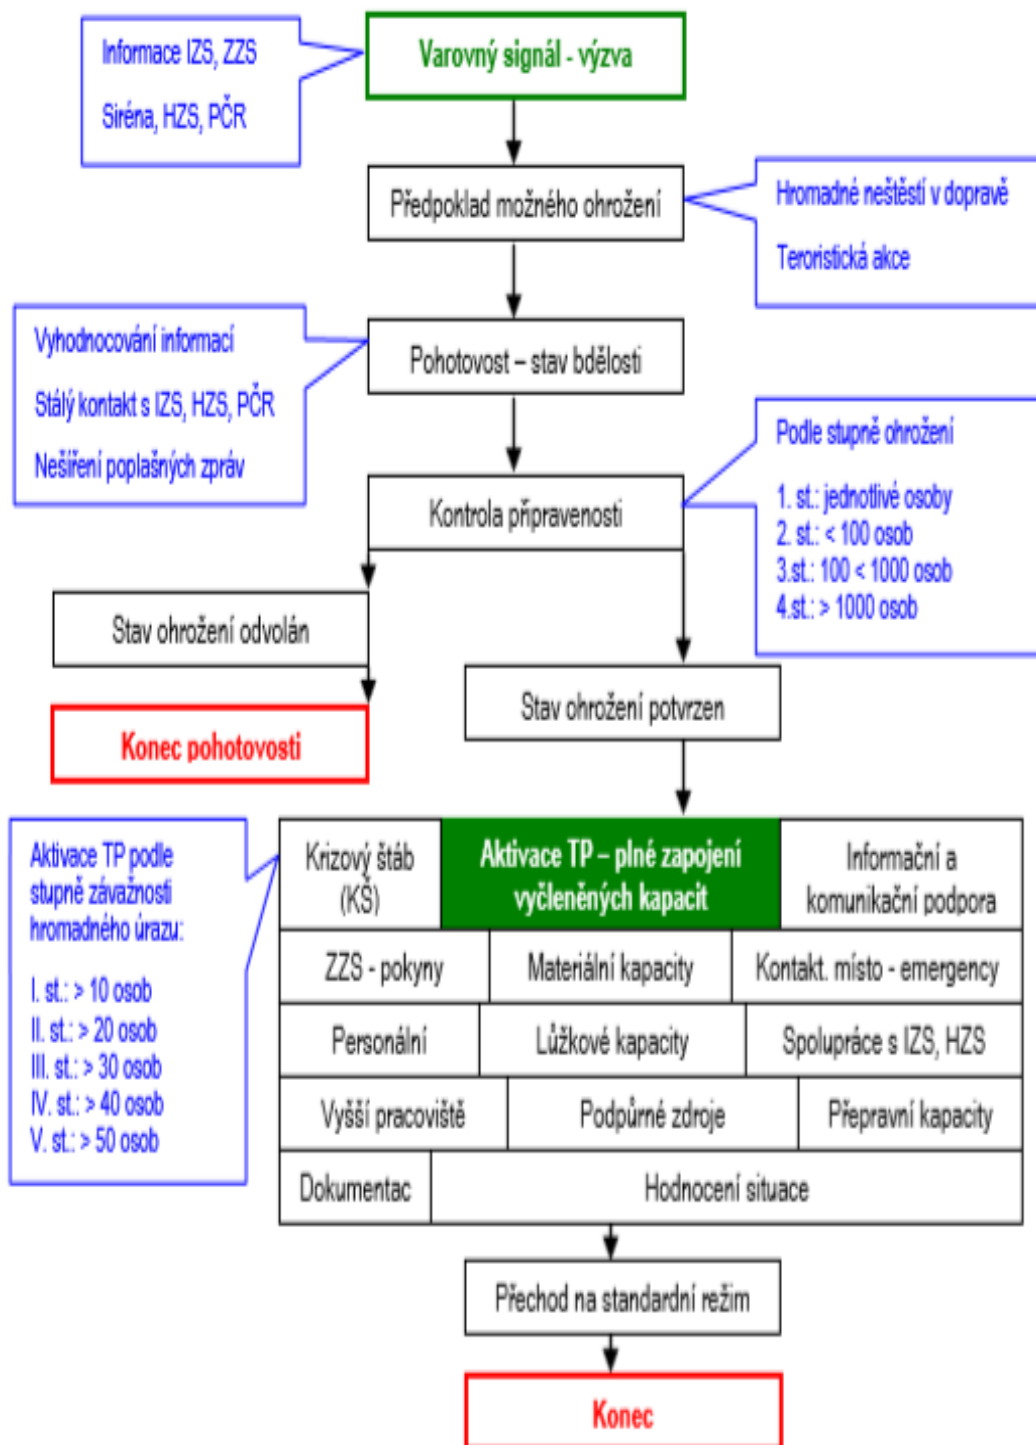 Informace IZS, ZZS
Siréna, HZS, PČR
Varovný signál - výzva
Předpoklad možného ohrožení
Hromadné neštěstí v dopravě
Teroristická akce
Vyhodnocování informací
Stálý kontakt s IZS, HZS, PČR
Nešíření poplašných zpráv
Pohotovost – stav bdělosti
Kontrola připravenosti
Podle stupně ohrožení
1. st.: jednotlivé osoby
2. st.: < 100 osob
3.st.: 100 < 1000 osob
4.st.: > 1000 osob
Stav ohrožení odvolán
Konec pohotovosti
Stav ohrožení potvrzen
Aktivace TP podle
stupně závažnosti
hromadného úrazu:
I. st.: > 10 osob
II. st.: > 20 osob
III. st.: > 30 osob
IV. st.: > 40 osob
V. st.: > 50 osob
Krizový štáb
(KŠ)
Aktivace TP – plné zapojení
vyčleněných kapacit
Informační a
komunikační podpora
ZZS - pokyny
Materiální kapacity
Kontakt. místo - emergency
Personální
Lůžkové kapacity
Spolupráce s IZS, HZS
Vyšší pracoviště
Podpůrné zdroje
Přepravní kapacity
Dokumentac
Hodnocení situace
Přechod na standardní režim
Konec